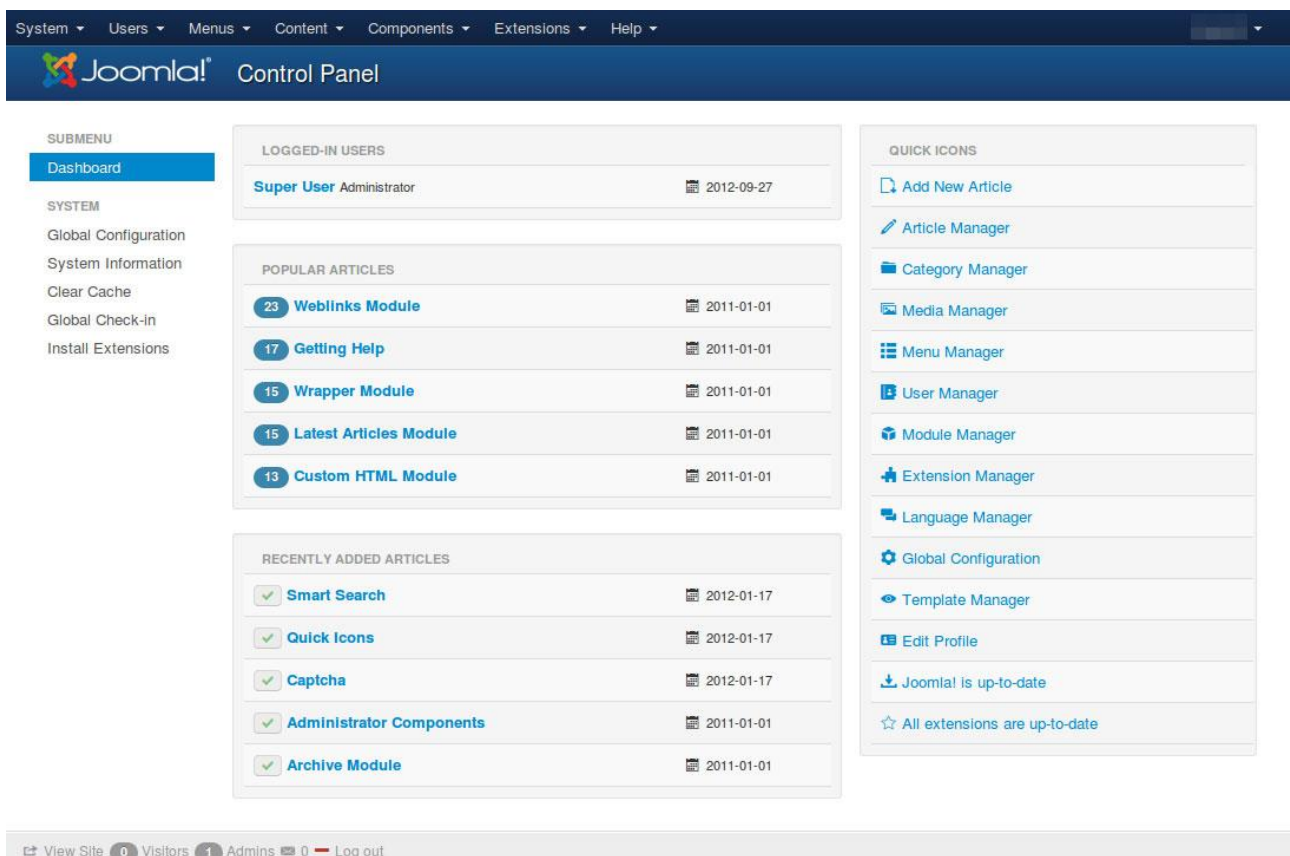 System Users Menus Content Components Extensions Help
Joomla!® Control Panel
SUBMENU
Dashboard
SYSTEM
Global Configuration
System Information
Clear Cache
Global Check-in
Install Extensions
LOGGED-IN USERS
Super User Administrator 2012-09-27
POPULAR ARTICLES
23 Weblinks Module 2011-01-01
17 Getting Help 2011-01-01
15 Wrapper Module 2011-01-01
15 Latest Articles Module 2011-01-01
13 Custom HTML Module 2011-01-01
RECENTLY ADDED ARTICLES
Smart Search 2012-01-17
Quick Icons 2012-01-17
Captcha 2012-01-17
Administrator Components 2011-01-01
Archive Module 2011-01-01
QUICK ICONS
Add New Article
Article Manager
Category Manager
Media Manager
Menu Manager
User Manager
Module Manager
Extension Manager
Language Manager
Global Configuration
Template Manager
Edit Profile
Joomla! is up-to-date
All extensions are up-to-date
View Site 0 Visitors 1 Admins 0 Log out